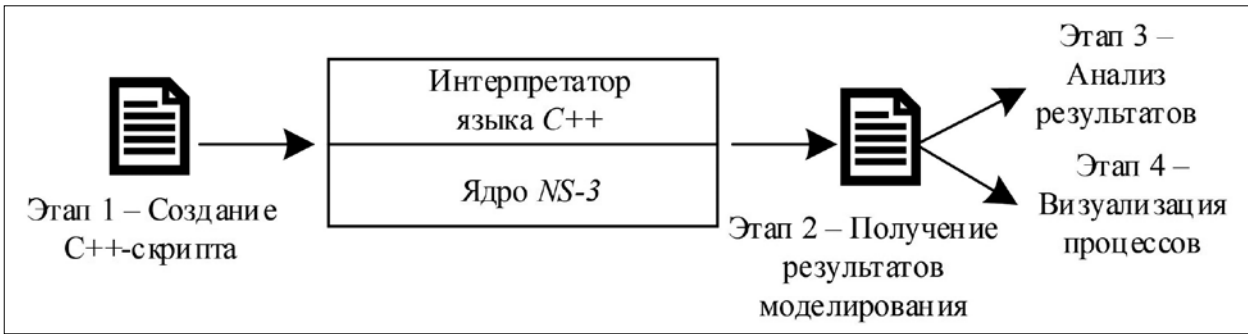 Этап 1 – Создание
C++-скрипта
Интерпретатор
языка C++
Ядро NS-3
Этап 2 – Получение
результатов
моделирования
Этап 3 –
Анализ
результатов
Этап 4 –
Визуализация
процессов